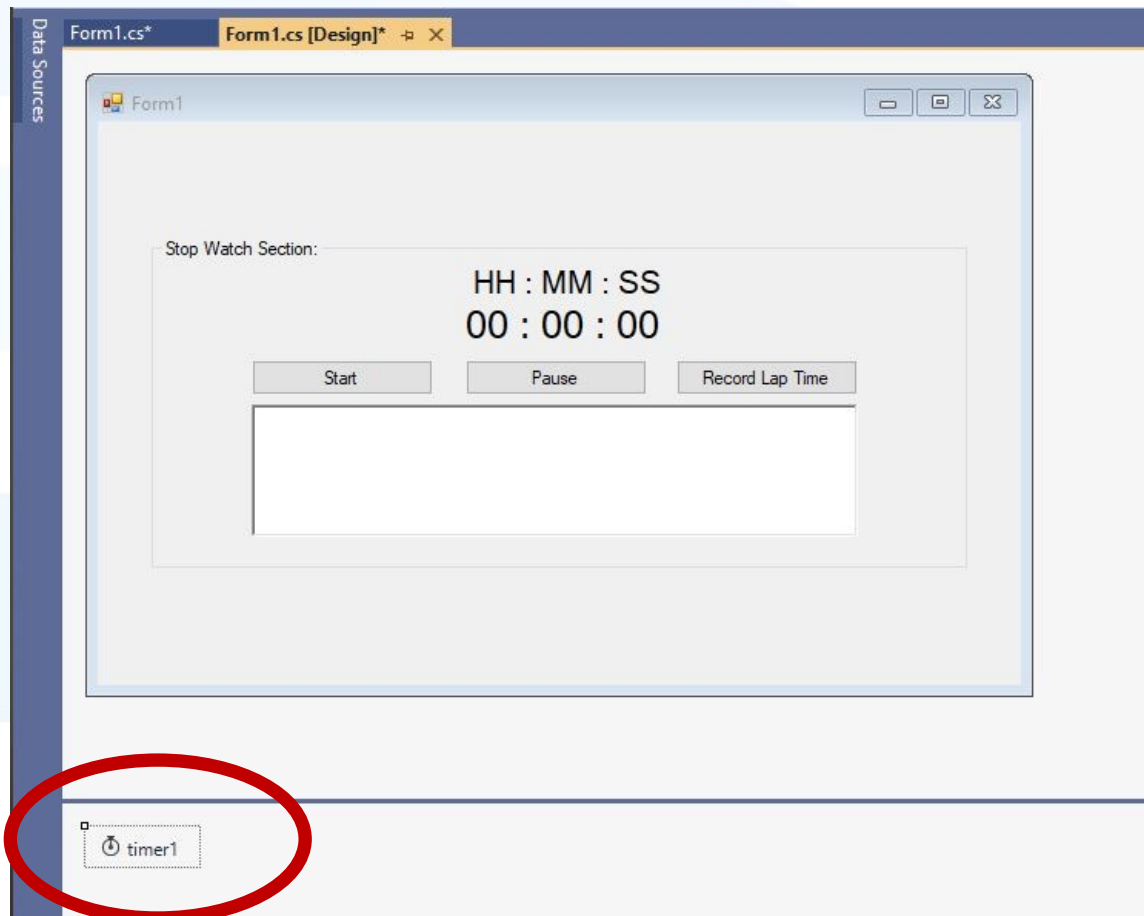 Data Sources
Form1.cs*
Form1.cs [Design]*
Form1
Stop Watch Section:
HH : MM : SS
00 : 00 : 00
Start
Pause
Record Lap Time
timer1